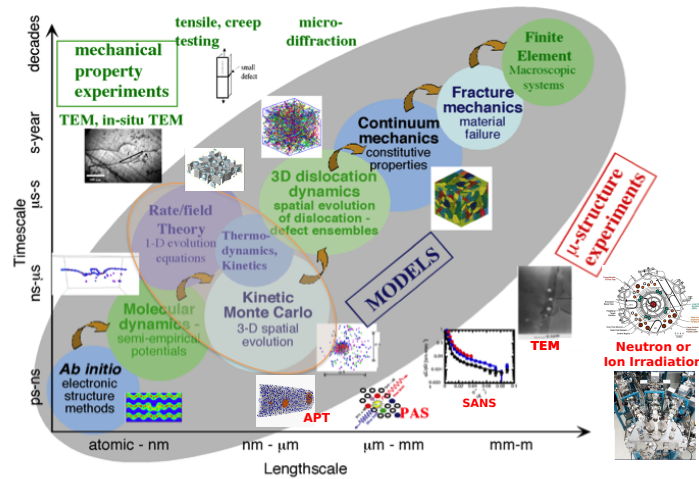 tensile, creep
testing
micro-
diffraction
mechanical
property
experiments
small
defect
Finite
Element
Macroscopic
systems
TEM, in-situ TEM
Fracture
mechanics
material
failure
Continuum
mechanics
constitutive
properties
3D dislocation
dynamics
spatial evolution
of dislocation -
defect ensembles
Rate/field
Theory
1-D evolution
equations
Thermo-
dynamics,
Kinetics
μ-structure
experiments
MODELS
Molecular
dynamics -
semi-empirical
potentials
Kinetic
Monte Carlo
3-D spatial
evolution
Ab initio
electronic
structure
methods
TEM
Neutron or
Ion Irradiation
APT
PAS
SANS
Timescale
decades
s-year
μs-s
ns-μs
ps-ns
atomic - nm
nm - μm
μm - mm
mm-m
Lengthscale